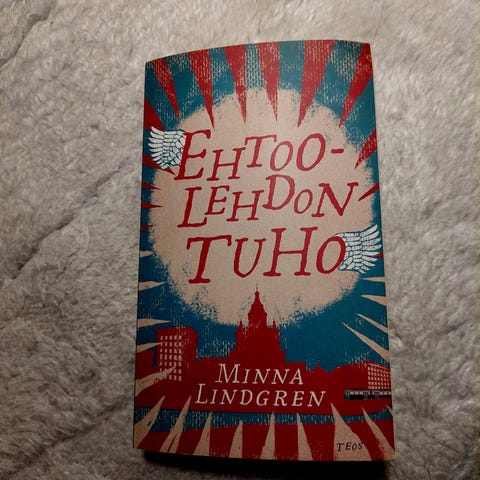 EHTOO-
LEHDON
TUHO
MINNA
LINDGREN
TEOS